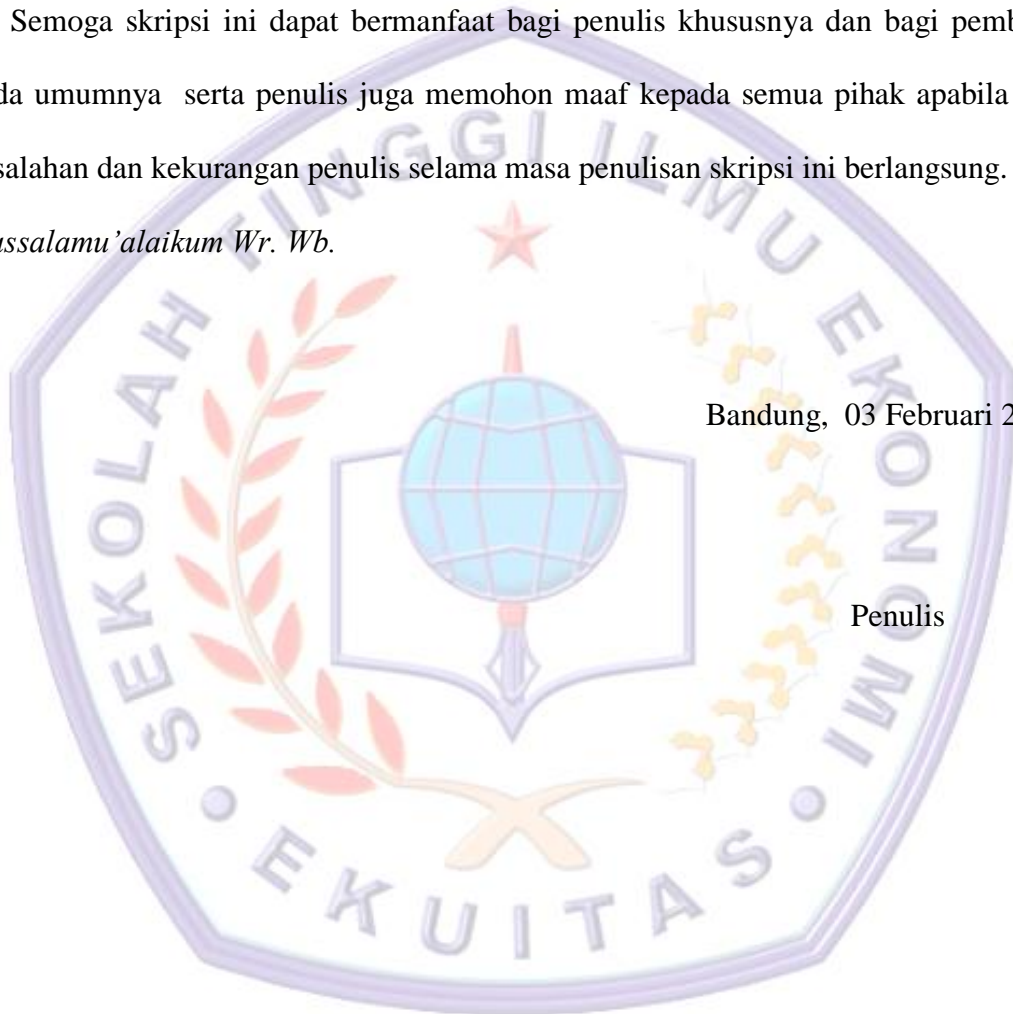 Semoga skripsi ini dapat bermanfaat bagi penulis khususnya dan bagi pemb
da umumnya serta penulis juga memohon maaf kepada semua pihak apabila
salahan dan kekurangan penulis selama masa penulisan skripsi ini berlangsung.
ussalamu’alaikum Wr. Wb.
Bandung, 03 Februari 2
Penulis
SEKOLAH TINGGI ILMU EKONOMI
• EKUITAS •